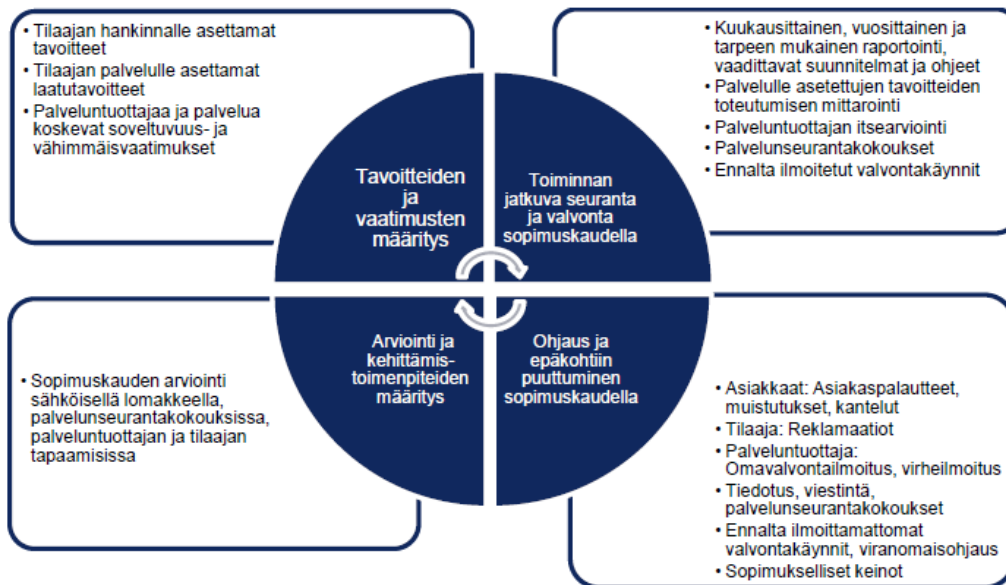 • Tilaajan hankinnalle asettamat
tavoitteet
• Tilaajan palvelulle asettamat
laatutavoitteet
• Palveluntuottajaa ja palvelua
koskevat soveltuvuus- ja
vähimmäisvaatimukset
• Kuukausittainen, vuosittainen ja
tarpeen mukainen raportointi,
vaadittavat suunnitelmat ja ohjeet
• Palvelulle asetettujen tavoitteiden
toteutumisen mittarointi
• Palveluntuottajan itsearviointi
• Palvelunseurantakokoukset
• Ennalta ilmoitetut valvontakäynnit
Tavoitteiden
ja
vaatimusten
määritys
Toiminnan
jatkuva seuranta
ja valvonta
sopimuskaudella
Arviointi ja
kehittämis-
toimenpiteiden
määritys
Ohjaus ja
epäkohtiin
puuttuminen
sopimuskaudella
• Sopimuskauden arviointi
sähköisellä lomakkeella,
palvelunseurantakokouksissa,
palveluntuottajan ja tilaajan
tapaamisissa
• Asiakkaat: Asiakaspalautteet,
muistutukset, kantelut
• Tilaaja: Reklamaatiot
• Palveluntuottaja:
Omavalvontailmoitus, virheilmoitus
• Tiedotus, viestintä,
palvelunseurantakokoukset
• Ennalta ilmoittamattomat
valvontakäynnit, viranomaisohjaus
• Sopimukselliset keinot